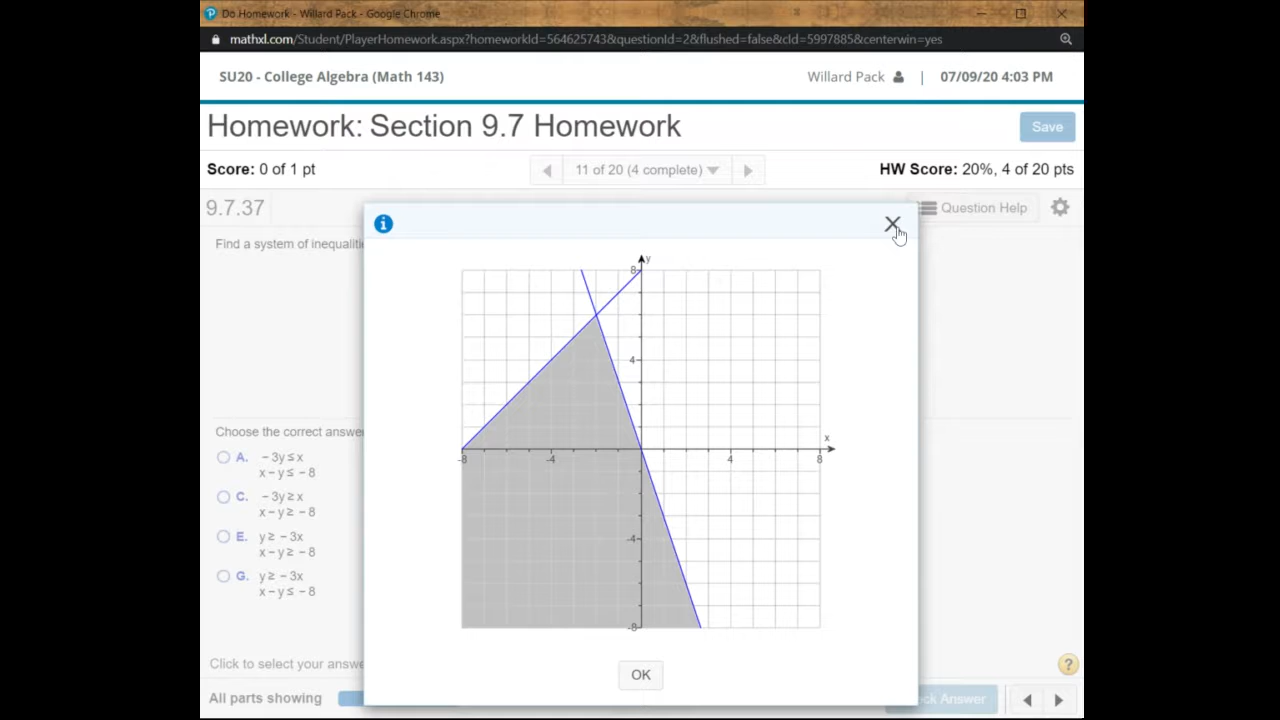 Do Homework - Willard Pack - Google Chrome
mathxl.com/Student/PlayerHomework.aspx?homeworkId=564625743&questionId=2&flushed=false&cId=5997885&centerwin=yes
SU20 - College Algebra (Math 143)
Willard Pack | 07/09/20 4:03 PM
Homework: Section 9.7 Homework
Save
Score: 0 of 1 pt
11 of 20 (4 complete)
HW Score: 20%, 4 of 20 pts
9.7.37
Question Help
Find a system of inequaliti
y
8
4
x
-8
-4
4
8
-4
-8
Choose the correct answe
A. - 3y ≤ x
x - y ≤ - 8
C. - 3y ≥ x
x - y ≥ - 8
E. y ≥ - 3x
x - y ≥ - 8
G. y ≥ - 3x
x - y ≤ - 8
OK
Click to select your answe
?
All parts showing
ck Answer